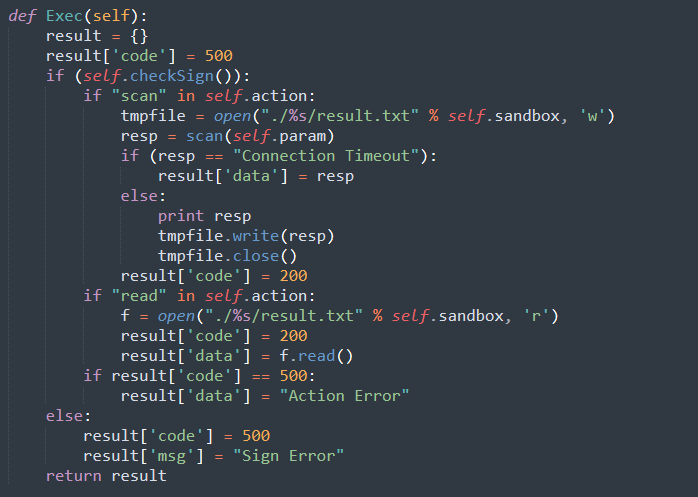 def Exec(self):
    result = {}
    result['code'] = 500
    if (self.checkSign()):
        if "scan" in self.action:
            tmpfile = open("./%s/result.txt" % self.sandbox, 'w')
            resp = scan(self.param)
            if (resp == "Connection Timeout"):
                result['data'] = resp
            else:
                print resp
                tmpfile.write(resp)
                tmpfile.close()
            result['code'] = 200
        if "read" in self.action:
            f = open("./%s/result.txt" % self.sandbox, 'r')
            result['code'] = 200
            result['data'] = f.read()
        if result['code'] == 500:
            result['data'] = "Action Error"
    else:
        result['code'] = 500
        result['msg'] = "Sign Error"
    return result